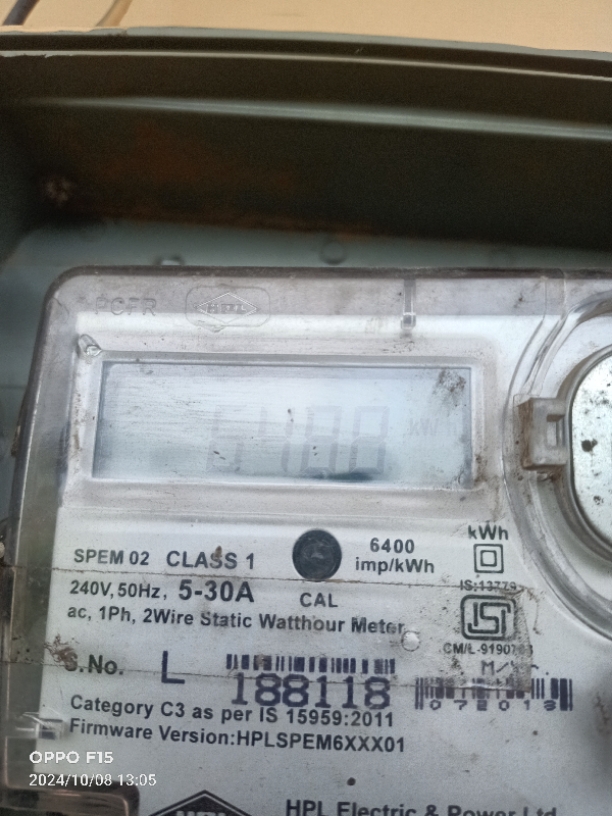 SPEM 02 CLASS 1
6400
imp/kWh
kWh
240V, 50Hz, 5-30A
CAL
IS:13779
ac, 1Ph, 2Wire Static Watthour Meter
S.No. L 188118
Category C3 as per IS 15959:2011
Firmware Version:HPLSPEM6XXX01
HPL Electric & Power Ltd
OPPO F15
2024/10/08 13:05